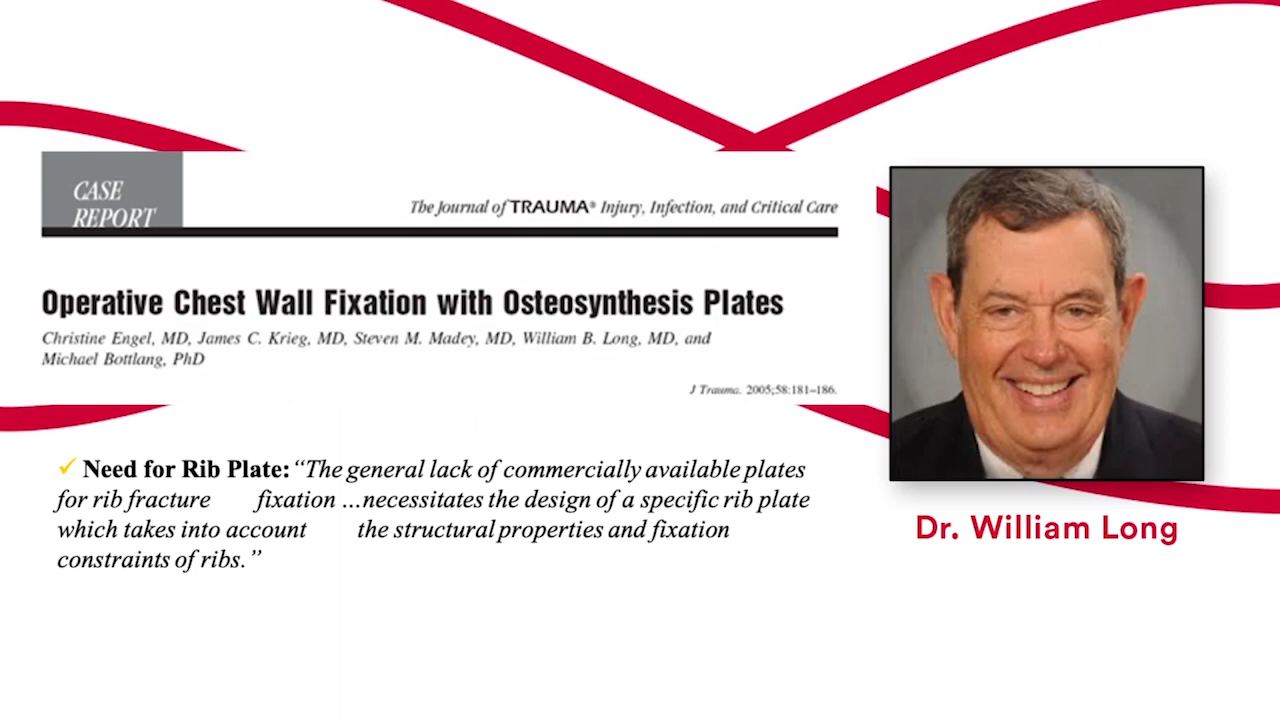 CASE
REPORT
The Journal of TRAUMA® Injury, Infection, and Critical Care
Operative Chest Wall Fixation with Osteosynthesis Plates
Christine Engel, MD, James C. Krieg, MD, Steven M. Madey, MD, William B. Long, MD, and
Michael Bottlang, PhD
J Trauma. 2005;58:181–186.
✓ Need for Rib Plate: “The general lack of commercially available plates
for rib fracture fixation ...necessitates the design of a specific rib plate
which takes into account the structural properties and fixation
constraints of ribs.”
Dr. William Long